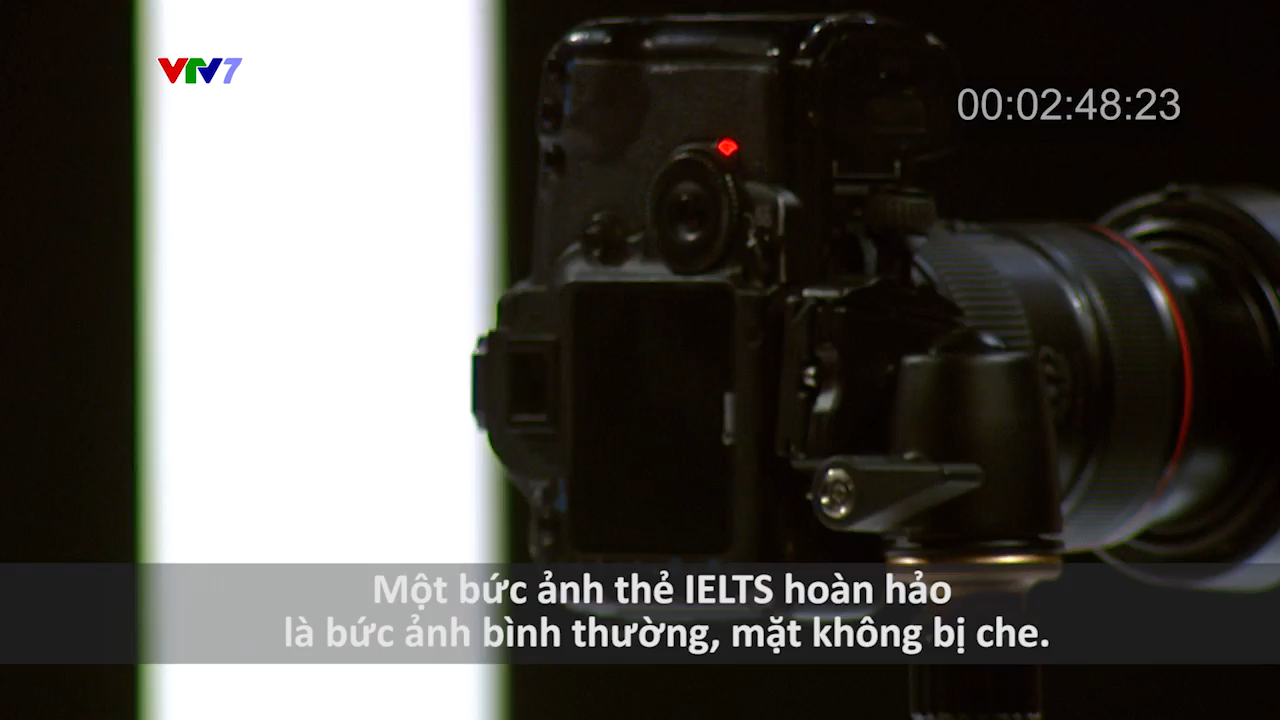 VTV7
00:02:48:23
Một bức ảnh thẻ IELTS hoàn hảo
là bức ảnh bình thường, mặt không bị che.